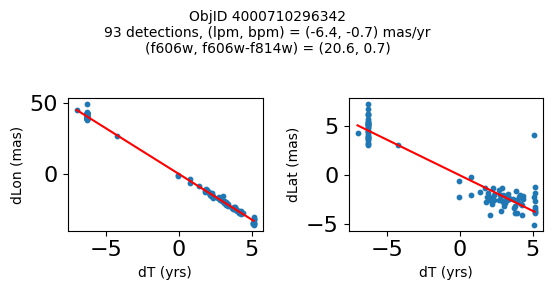 ObjID 4000710296342
93 detections, (lpm, bpm) = (-6.4, -0.7) mas/yrs
(f606w, f606w-f814w) = (20.6, 0.7)
50
0
dLon (mas)
−5
0
5
dT (yrs)
5
0
−5
dLat (mas)
−5
0
5
dT (yrs)